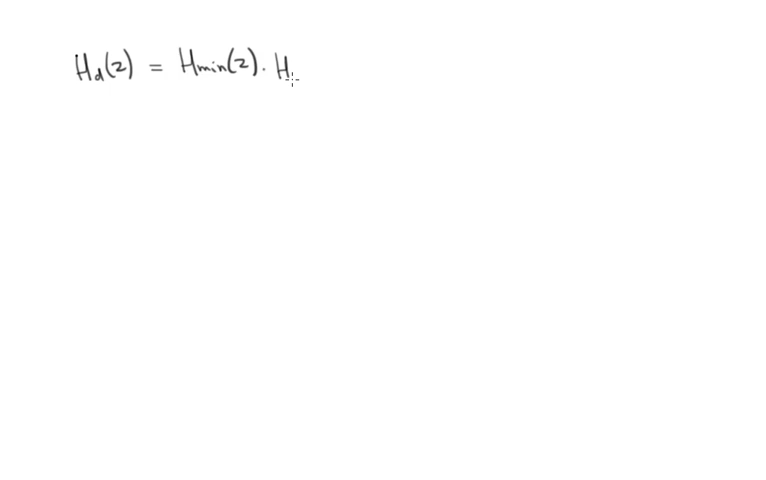 Hd(z) = Hmin(z). H